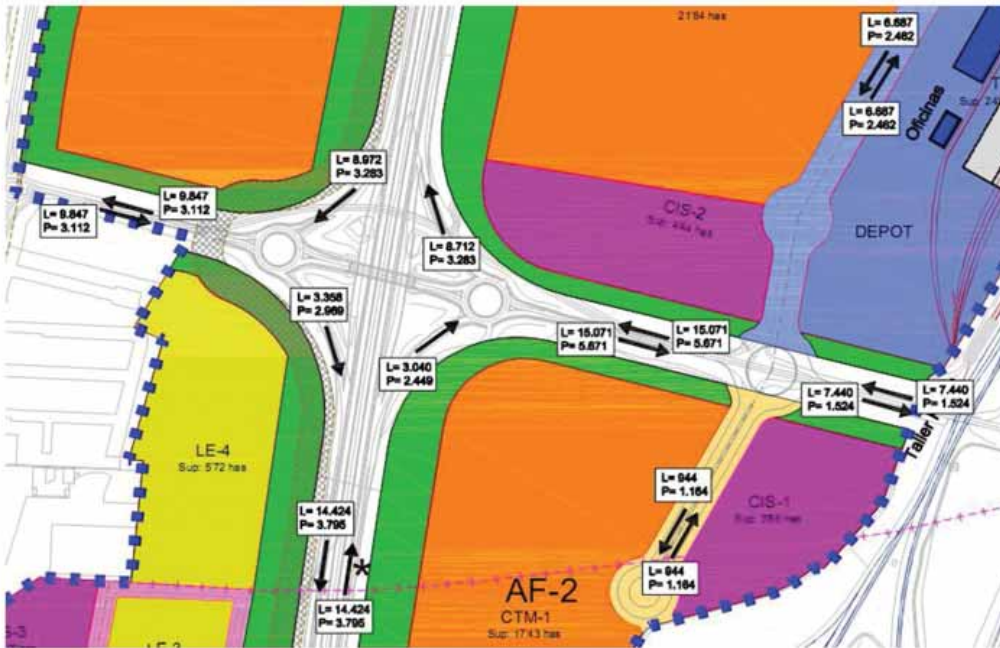 21'84 has
L= 6.687
P= 2.462
L= 6.687
P= 2.462
Oficinas
L= 8.972
P= 3.283
L= 9.847
P= 3.112
L= 9.847
P= 3.112
CIS-2
DEPOT
L= 8.712
P= 3.283
L= 3.358
P= 2.969
L= 15.071
P= 5.671
L= 15.071
P= 5.671
L= 3.040
P= 2.449
L= 7.440
P= 1.524
L= 7.440
P= 1.524
Taller
LE-4
Sup: 5'72 has
L= 944
P= 1.164
CIS-1
L= 14.424
P= 3.795
*
L= 944
P= 1.164
AF-2
CTM-1
Sup: 17'43 has
L= 14.424
P= 3.795